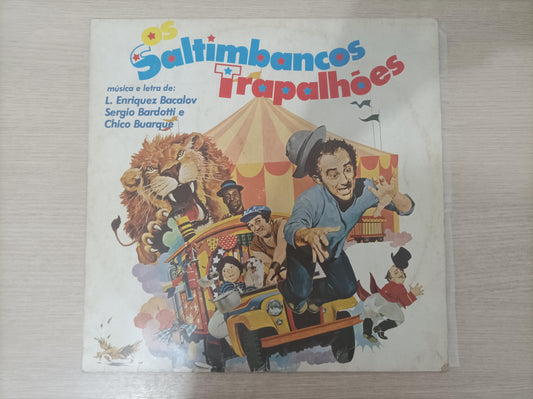 Os
Saltimbancos
Trapalhões
música e letra de:
L. Enriquez Bacalov
Sergio Bardotti e
Chico Buarque